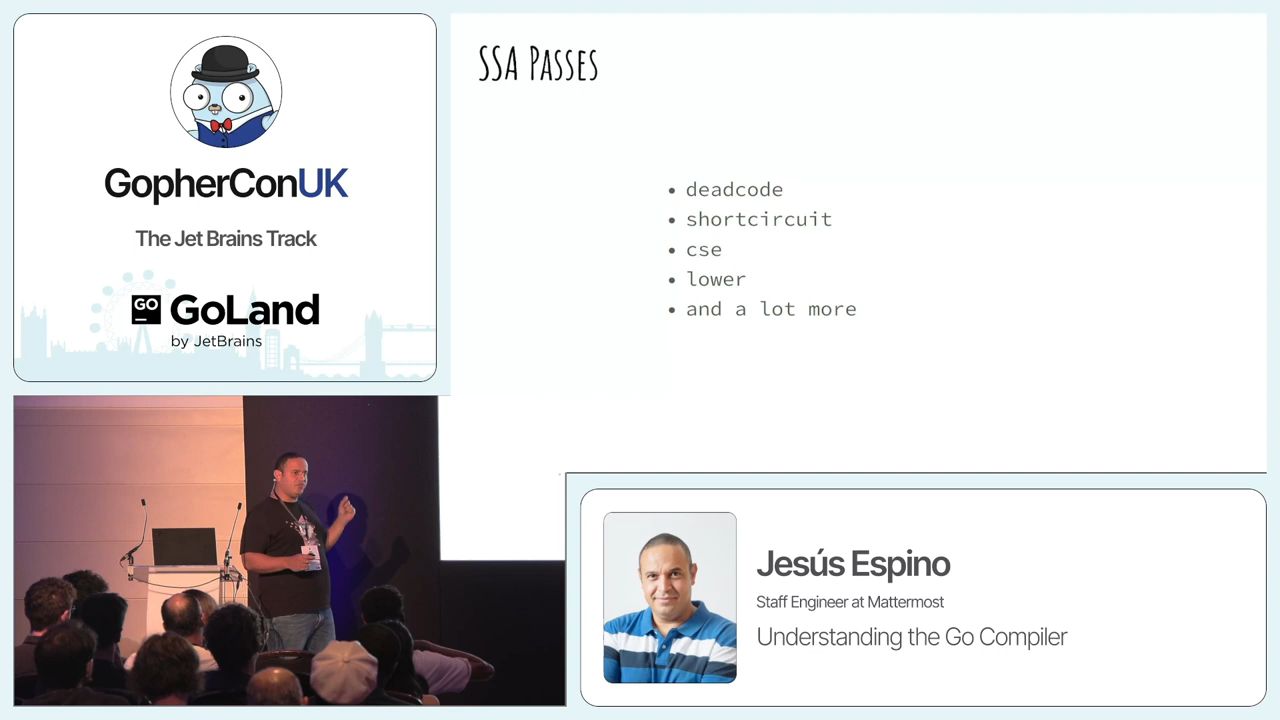 GopherConUK
The Jet Brains Track
GO
GoLand
by JetBrains
SSA Passes
• deadcode
• shortcircuit
• cse
• lower
• and a lot more
Jesús Espino
Staff Engineer at Mattermost
Understanding the Go Compiler